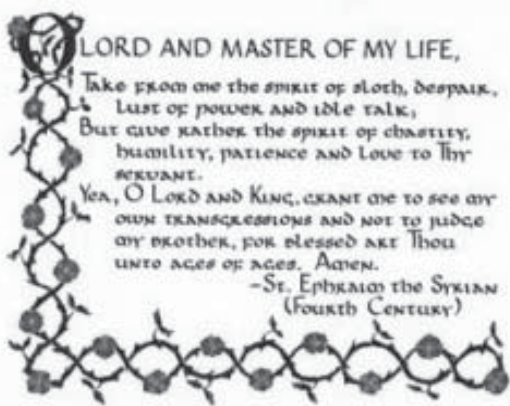 O LORD AND MASTER OF MY LIFE,
Take from me the spirit of sloth, despair,
lust of power and idle talk;
But give rather the spirit of chastity,
humility, patience and love to Thy
servant.
Yea, O Lord and King, grant me to see my
own transgressions and not to judge
my brother, for blessed art Thou
unto ages of ages. Amen.
-St. Ephraim the Syrian
(Fourth Century)